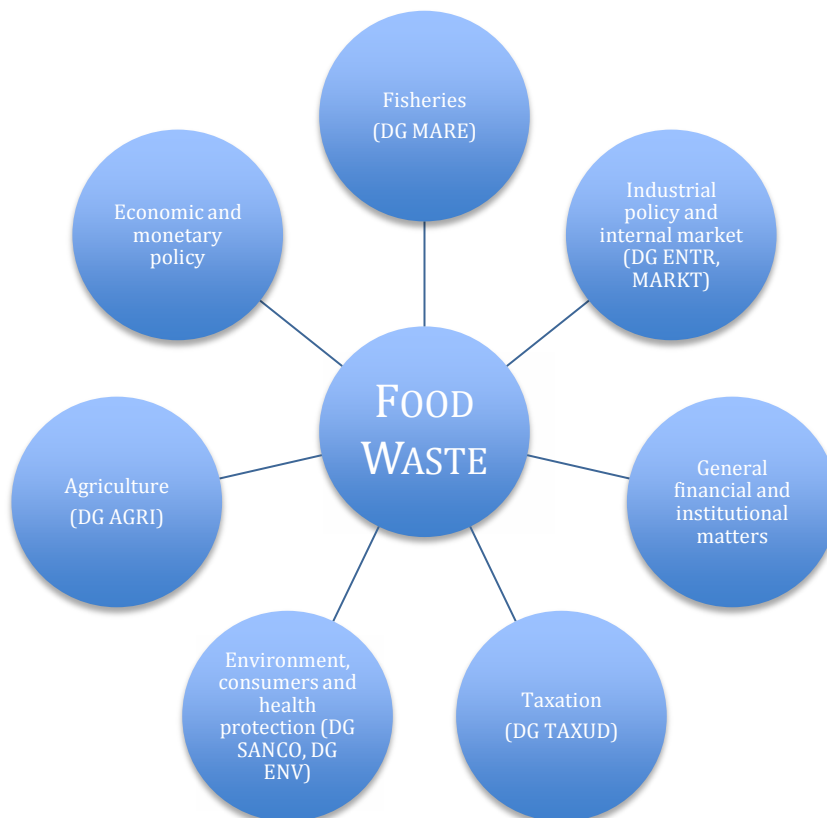 Fisheries
(DG MARE)
Industrial
policy and
internal market
(DG ENTR,
MARKT)
General
financial and
institutional
matters
Taxation
(DG TAXUD)
Environment,
consumers and
health
protection (DG
SANCO, DG
ENV)
Agriculture
(DG AGRI)
Economic and
monetary
policy
FOOD
WASTE